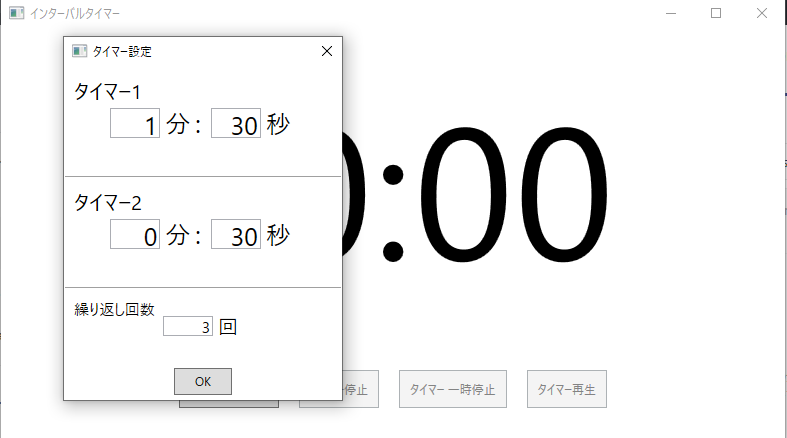 インターバルタイマー
タイマー設定
タイマー1
1 分 : 30 秒
タイマー2
0 分 : 30 秒
繰り返し回数
3 回
OK
0:00
停止
タイマー 一時停止
タイマー再生